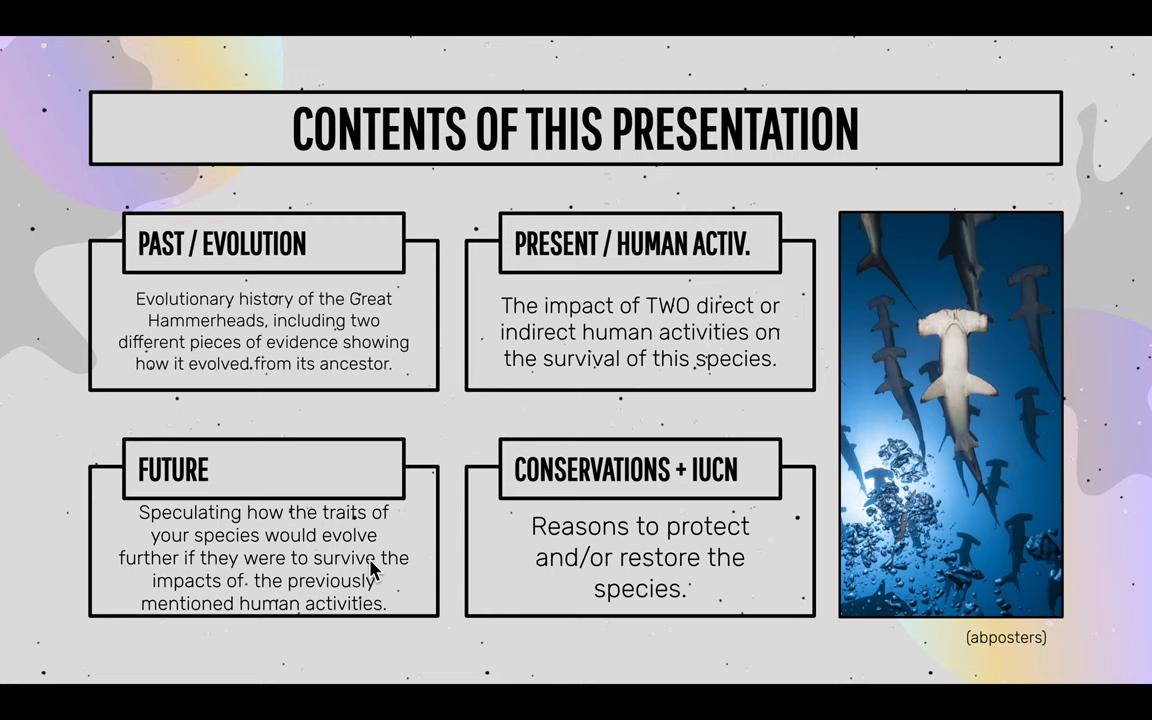 CONTENTS OF THIS PRESENTATION
PAST / EVOLUTION
Evolutionary history of the Great
Hammerheads, including two
different pieces of evidence showing
how it evolved from its ancestor.
PRESENT / HUMAN ACTIV.
The impact of TWO direct or
indirect human activities on
the survival of this species.
FUTURE
Speculating how the traits of
your species would evolve
further if they were to survive the
impacts of the previously
mentioned human activities.
CONSERVATIONS + IUCN
Reasons to protect
and/or restore the
species.
(abposters)